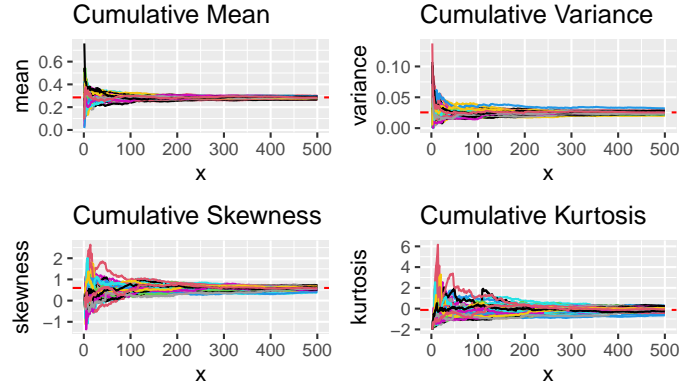 Cumulative Mean
mean
0.6
0.4
0.2
0.0
0 100 200 300 400 500
x
Cumulative Variance
variance
0.10
0.05
0.00
0 100 200 300 400 500
x
Cumulative Skewness
skewness
2
1
0
−1
0 100 200 300 400 500
x
Cumulative Kurtosis
kurtosis
6
4
2
0
−2
0 100 200 300 400 500
x